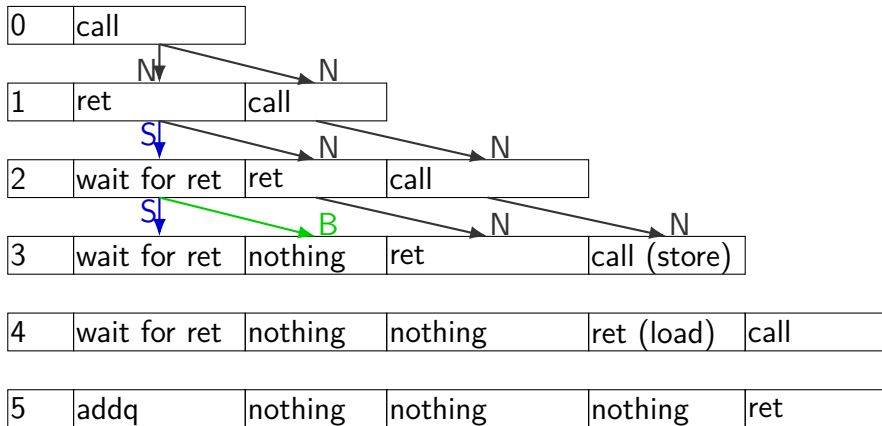 0 call
N N
1 ret call
S N N
2 wait for ret ret call
S B N N
3 wait for ret nothing ret call (store)
4 wait for ret nothing nothing ret (load) call
5 addq nothing nothing nothing ret